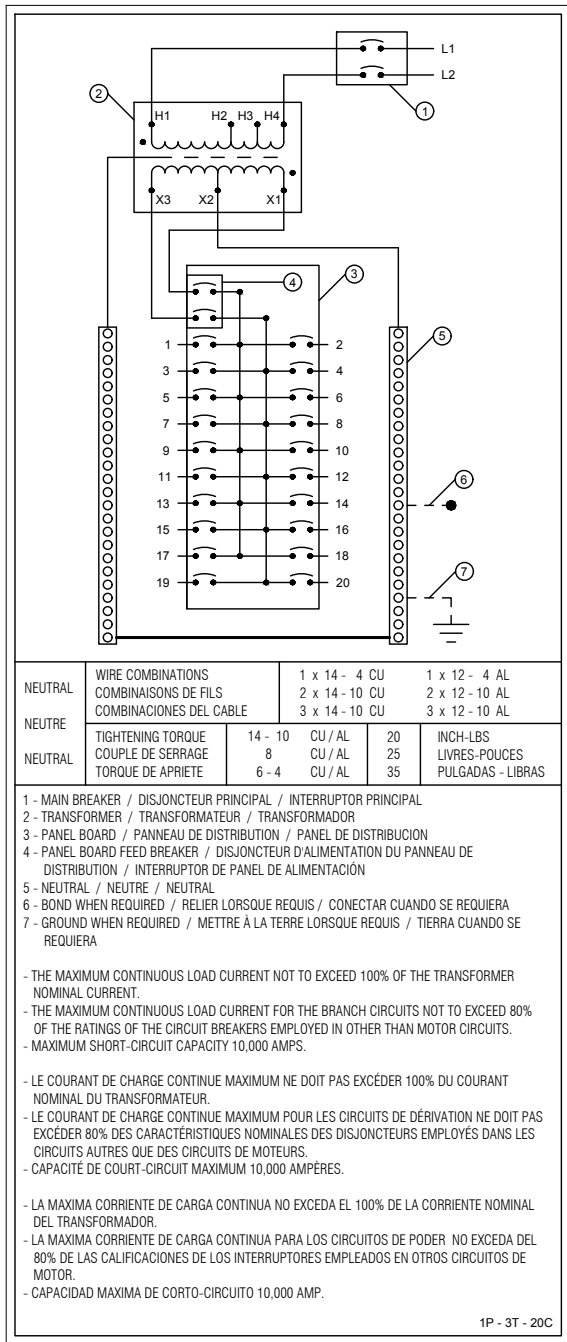 L1
L2
1
2
H1 H2 H3 H4
X3 X2 X1
3
4
1 2
3 4
5 6
7 8
9 10
11 12
13 14
15 16
17 18
19 20
5
6
7
NEUTRAL
NEUTRE
NEUTRAL
WIRE COMBINATIONS 1 x 14 - 4 CU 1 x 12 - 4 AL
COMBINAISONS DE FILS 2 x 14 - 10 CU 2 x 12 - 10 AL
COMBINACIONES DEL CABLE 3 x 14 - 10 CU 3 x 12 - 10 AL
TIGHTENING TORQUE 14 - 10 CU / AL 20 INCH-LBS
COUPLE DE SERRAGE 8 CU / AL 25 LIVRES-POUCES
TORQUE DE APRIETE 6 - 4 CU / AL 35 PULGADAS - LIBRAS
1 - MAIN BREAKER / DISJONCTEUR PRINCIPAL / INTERRUPTOR PRINCIPAL
2 - TRANSFORMER / TRANSFORMATEUR / TRANSFORMADOR
3 - PANEL BOARD / PANNEAU DE DISTRIBUTION / PANEL DE DISTRIBUCION
4 - PANEL BOARD FEED BREAKER / DISJONCTEUR D'ALIMENTATION DU PANNEAU DE
DISTRIBUTION / INTERRUPTOR DE PANEL DE ALIMENTACIÓN
5 - NEUTRAL / NEUTRE / NEUTRAL
6 - BOND WHEN REQUIRED / RELIER LORSQUE REQUIS / CONECTAR CUANDO SE REQUIERA
7 - GROUND WHEN REQUIRED / METTRE À LA TERRE LORSQUE REQUIS / TIERRA CUANDO SE
REQUIERA
- THE MAXIMUM CONTINUOUS LOAD CURRENT NOT TO EXCEED 100% OF THE TRANSFORMER
NOMINAL CURRENT.
- THE MAXIMUM CONTINUOUS LOAD CURRENT FOR THE BRANCH CIRCUITS NOT TO EXCEED 80%
OF THE RATINGS OF THE CIRCUIT BREAKERS EMPLOYED IN OTHER THAN MOTOR CIRCUITS.
- MAXIMUM SHORT-CIRCUIT CAPACITY 10,000 AMPS.
- LE COURANT DE CHARGE CONTINUE MAXIMUM NE DOIT PAS EXCÉDER 100% DU COURANT
NOMINAL DU TRANSFORMATEUR.
- LE COURANT DE CHARGE CONTINUE MAXIMUM POUR LES CIRCUITS DE DÉRIVATION NE DOIT PAS
EXCÉDER 80% DES CARACTÉRISTIQUES NOMINALES DES DISJONCTEURS EMPLOYÉS DANS LES
CIRCUITS AUTRES QUE DES CIRCUITS DE MOTEURS.
- CAPACITÉ DE COURT-CIRCUIT MAXIMUM 10,000 AMPÈRES.
- LA MAXIMA CORRIENTE DE CARGA CONTINUA NO EXCEDA EL 100% DE LA CORRIENTE NOMINAL
DEL TRANSFORMADOR.
- LA MAXIMA CORRIENTE DE CARGA CONTINUA PARA LOS CIRCUITOS DE PODER NO EXCEDA DEL
80% DE LAS CALIFICACIONES DE LOS INTERRUPTORES EMPLEADOS EN OTROS CIRCUITOS DE
MOTOR.
- CAPACIDAD MAXIMA DE CORTO-CIRCUITO 10,000 AMP.
1P - 3T - 20C